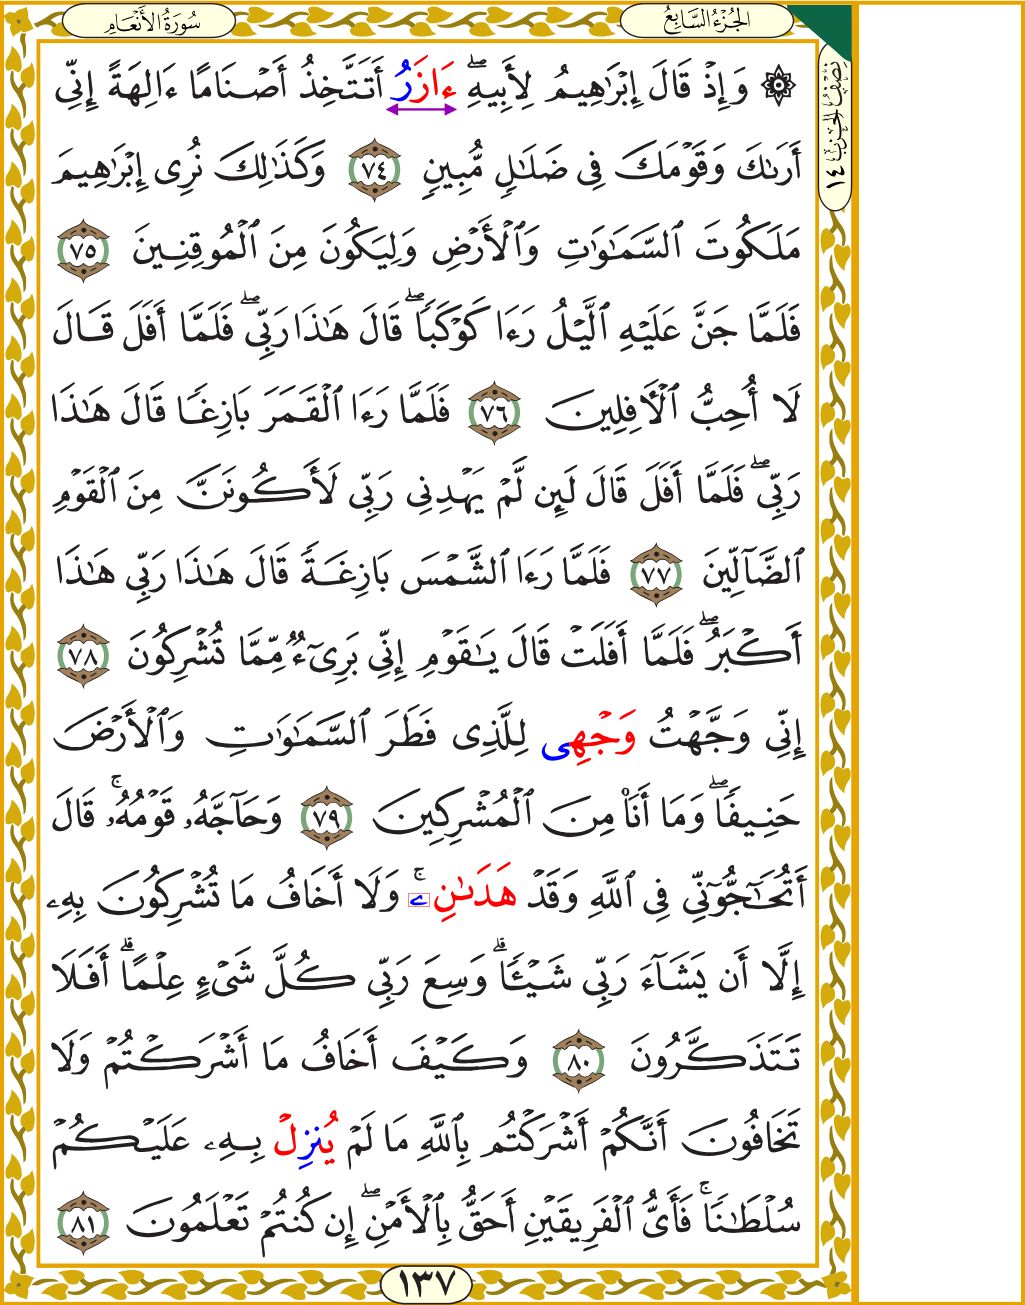 الجُزْءُ السَّابِعُ
سُورَةُ الأَنْعَامِ
نِصْفُ الحِزْب ١٤
۞ وَإِذْ قَالَ إِبْرَٰهِيمُ لِأَبِيهِۖ ءَازَرُ أَتَتَّخِذُ أَصْنَامًا ءَالِهَةً إِنِّى
أَرَىٰكَ وَقَوْمَكَ فِى ضَلَٰلٍ مُّبِينٍ ٧٤ وَكَذَٰلِكَ نُرِى إِبْرَٰهِيمَ
مَلَكُوتَ ٱلسَّمَٰوَٰتِ وَٱلْأَرْضِ وَلِيَكُونَ مِنَ ٱلْمُوقِنِينَ ٧٥
فَلَمَّا جَنَّ عَلَيْهِ ٱلَّيْلُ رَءَا كَوْكَبًاۖ قَالَ هَٰذَا رَبِّىۖ فَلَمَّا أَفَلَ قَالَ
لَا أُحِبُّ ٱلْأَفِلِينَ ٧٦ فَلَمَّا رَءَا ٱلْقَمَرَ بَازِغًا قَالَ هَٰذَا
رَبِّىۖ فَلَمَّا أَفَلَ قَالَ لَئِن لَّمْ يَهْدِنِى رَبِّى لَأَكُونَنَّ مِنَ ٱلْقَوْمِ
ٱلضَّآلِّينَ ٧٧ فَلَمَّا رَءَا ٱلشَّمْسَ بَازِغَةً قَالَ هَٰذَا رَبِّى هَٰذَا
أَكْبَرُۖ فَلَمَّا أَفَلَتْ قَالَ يَٰقَوْمِ إِنِّى بَرِىٓءٌ مِّمَّا تُشْرِكُونَ ٧٨
إِنِّى وَجَّهْتُ وَجْهِى لِلَّذِى فَطَرَ ٱلسَّمَٰوَٰتِ وَٱلْأَرْضَ
حَنِيفًاۖ وَمَا أَنَا۠ مِنَ ٱلْمُشْرِكِينَ ٧٩ وَحَآجَّهُۥ قَوْمُهُۥۚ قَالَ
أَتُحَٰٓجُّوٓنِّى فِى ٱللَّهِ وَقَدْ هَدَىٰنِۦۚ وَلَا أَخَافُ مَا تُشْرِكُونَ بِهِۦ
إِلَّا أَن يَشَآءَ رَبِّى شَيْـًٔاۗ وَسِعَ رَبِّى كُلَّ شَىْءٍ عِلْمًاۗ أَفَلَا
تَتَذَكَّرُونَ ٨٠ وَكَيْفَ أَخَافُ مَا أَشْرَكْتُمْ وَلَا
تَخَافُونَ أَنَّكُمْ أَشْرَكْتُم بِٱللَّهِ مَا لَمْ يُنزِلْ بِهِۦ عَلَيْكُمْ
سُلْطَٰنًاۚ فَأَىُّ ٱلْفَرِيقَيْنِ أَحَقُّ بِٱلْأَمْنِۖ إِن كُنتُمْ تَعْلَمُونَ ٨١
١٣٧